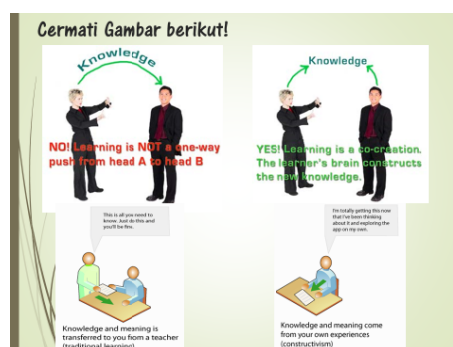 Cermati Gambar berikut!
Knowledge
NO! Learning is NOT a one-way
push from head A to head B
Knowledge
YES! Learning is a co-creation.
The learner's brain constructs
the new knowledge.
This is all you need to
know. Just do this and
you'll be fine.
Knowledge and meaning is
transferred to you from a teacher
(traditional learning)
I'm totally getting this now
that I've been thinking
about it and exploring the
app on my own.
Knowledge and meaning come
from your own experiences
(constructivism)